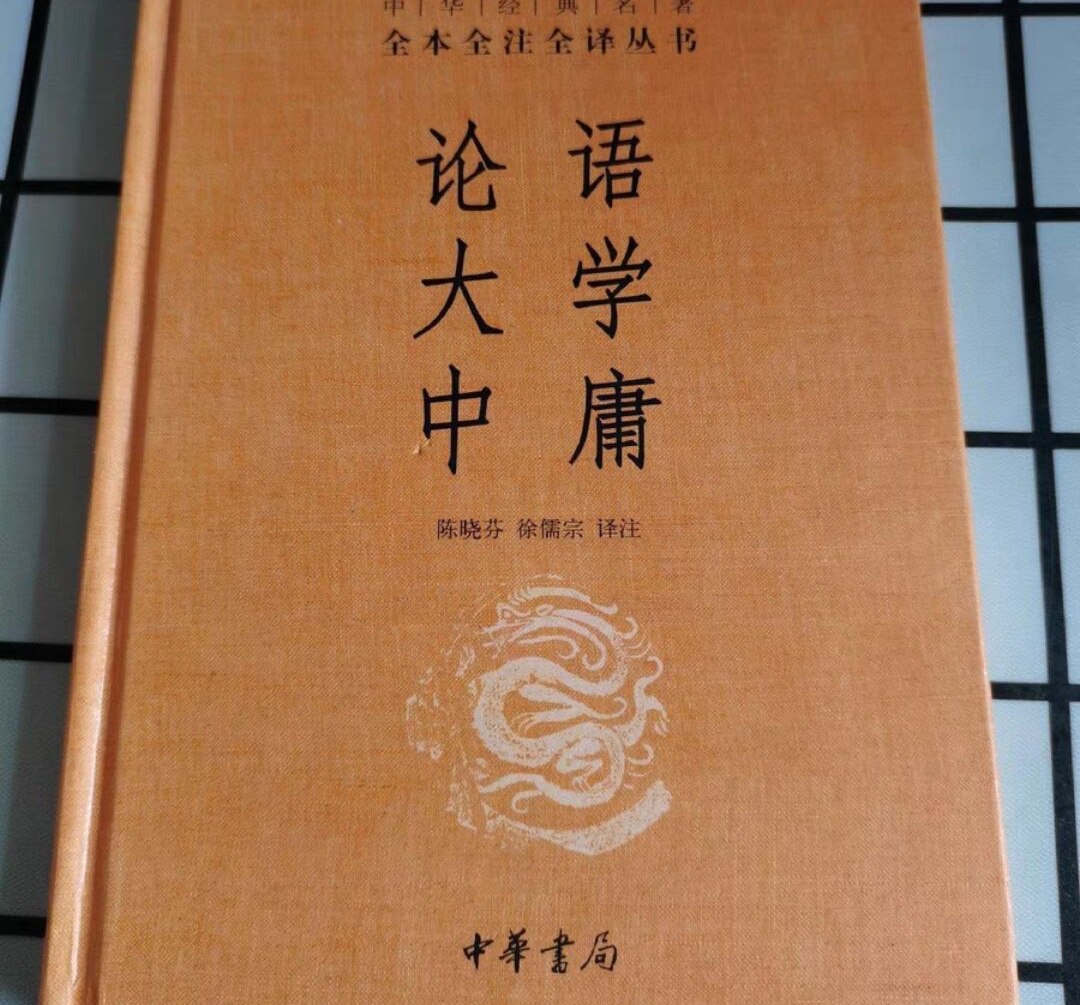 中华经典名著
全本全注全译丛书
论语
大学
中庸
陈晓芬 徐儒宗 译注
中華書局